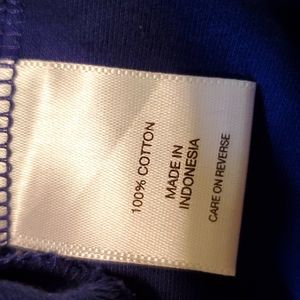 100% COTTON
MADE IN
INDONESIA
CARE ON REVERSE